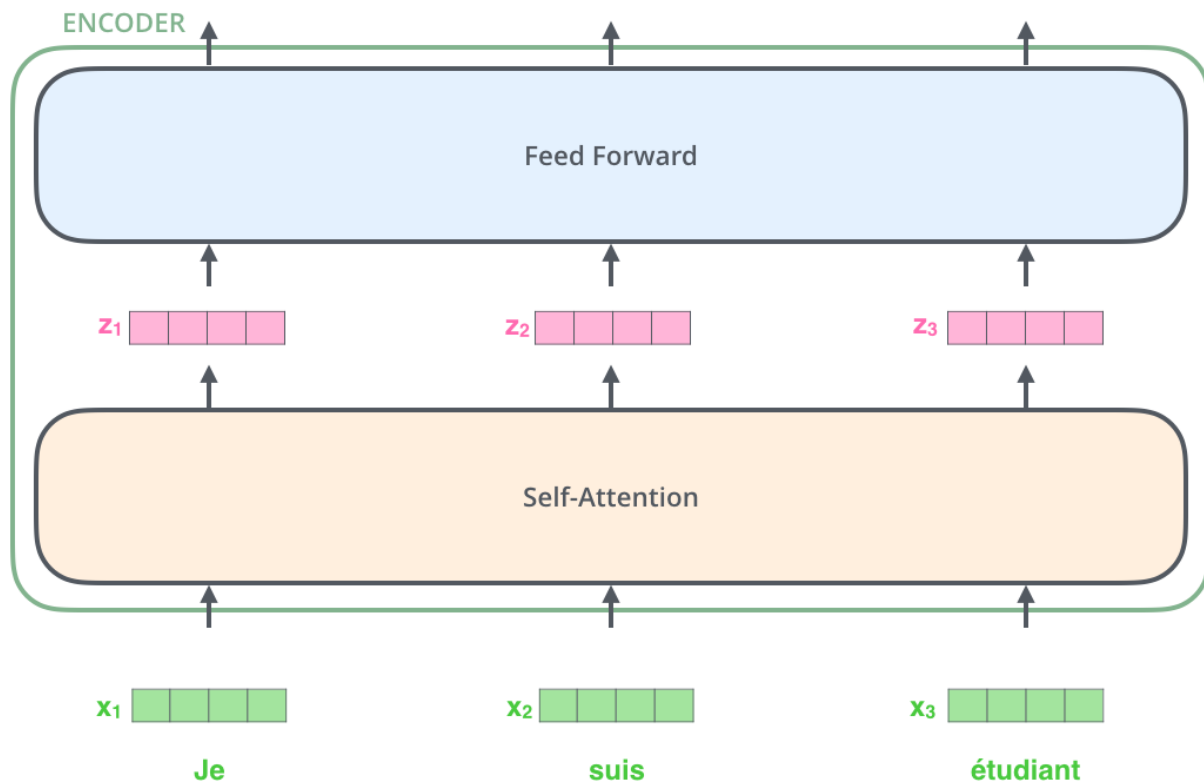 ENCODER
Feed Forward
z₁ z₂ z₃
Self-Attention
x₁ x₂ x₃
Je suis étudiant